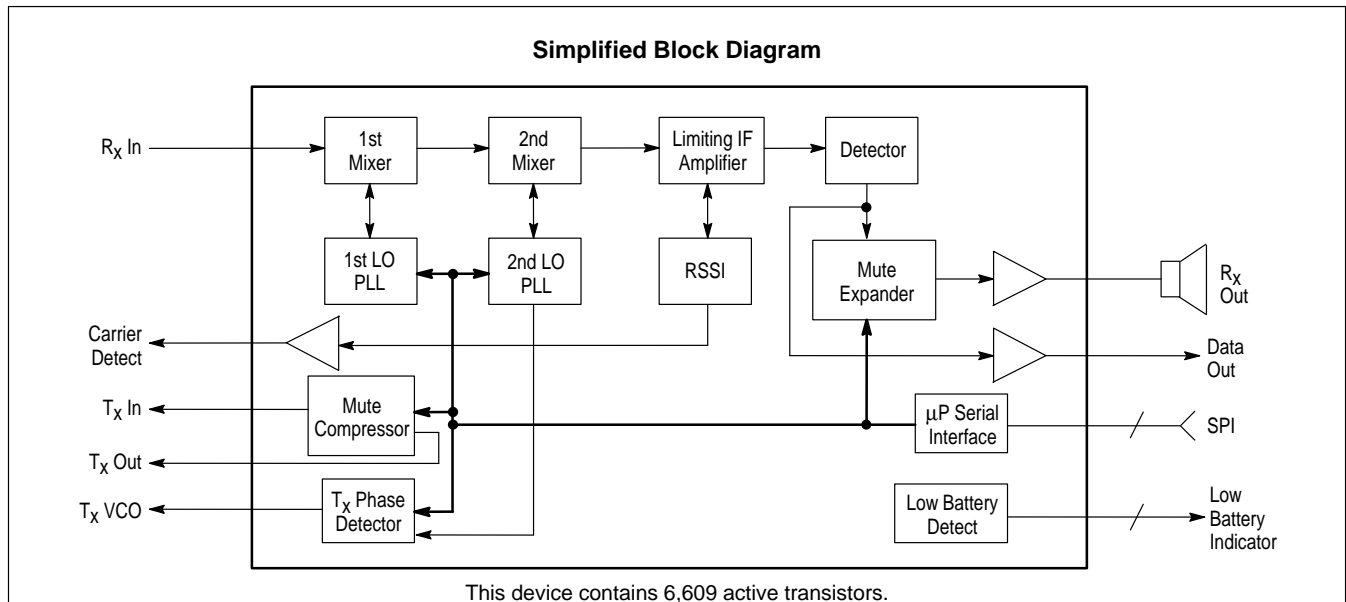 Simplified Block Diagram
Rx In
1st
Mixer
2nd
Mixer
Limiting IF
Amplifier
Detector
1st LO
PLL
2nd LO
PLL
RSSI
Mute
Expander
Rx
Out
Carrier
Detect
Data
Out
Tx In
Mute
Compressor
µP Serial
Interface
SPI
Tx Out
Tx VCO
Tx Phase
Detector
Low Battery
Detect
Low
Battery
Indicator
This device contains 6,609 active transistors.